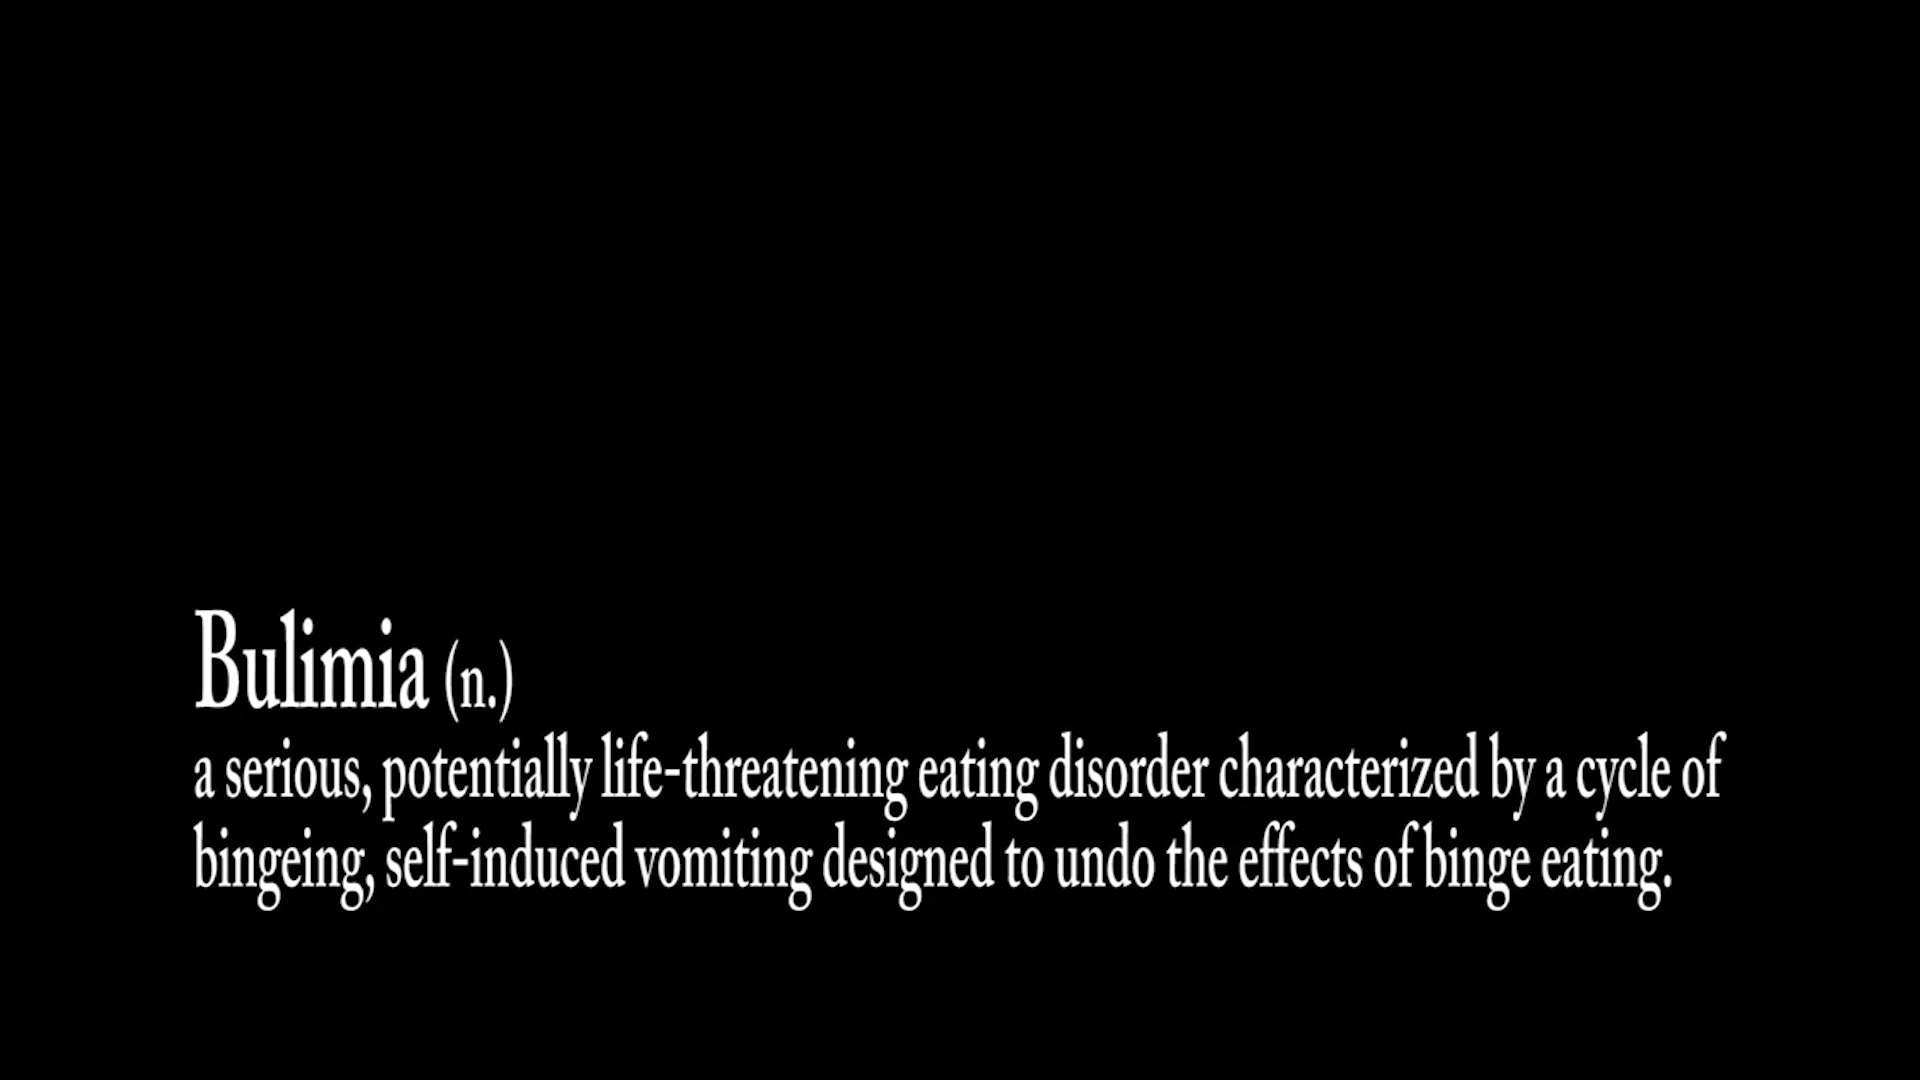 Bulimia (n.)
a serious, potentially life-threatening eating disorder characterized by a cycle of
bingeing, self-induced vomiting designed to undo the effects of binge eating.